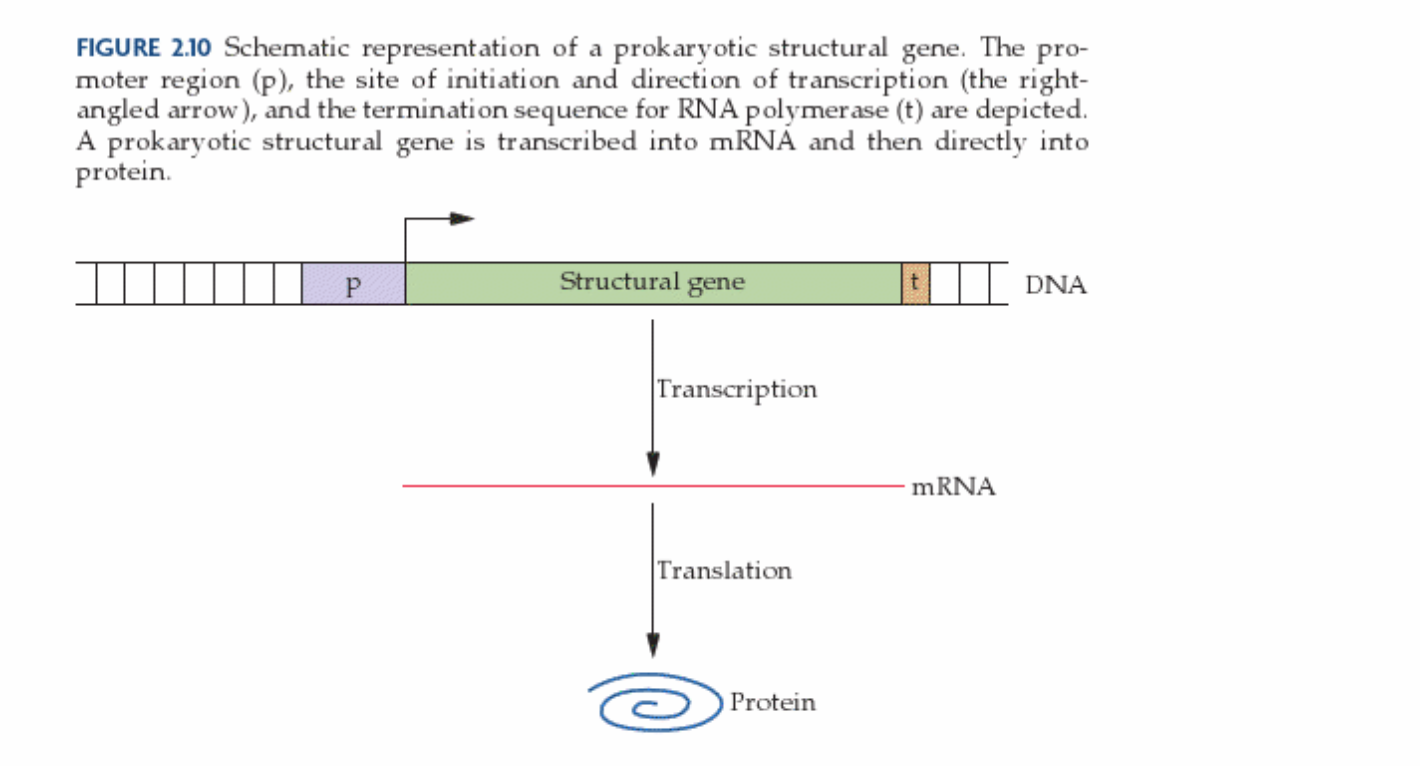 FIGURE 2.10 Schematic representation of a prokaryotic structural gene. The pro-
moter region (p), the site of initiation and direction of transcription (the right-
angled arrow), and the termination sequence for RNA polymerase (t) are depicted.
A prokaryotic structural gene is transcribed into mRNA and then directly into
protein.
p
Structural gene
t
DNA
Transcription
mRNA
Translation
Protein